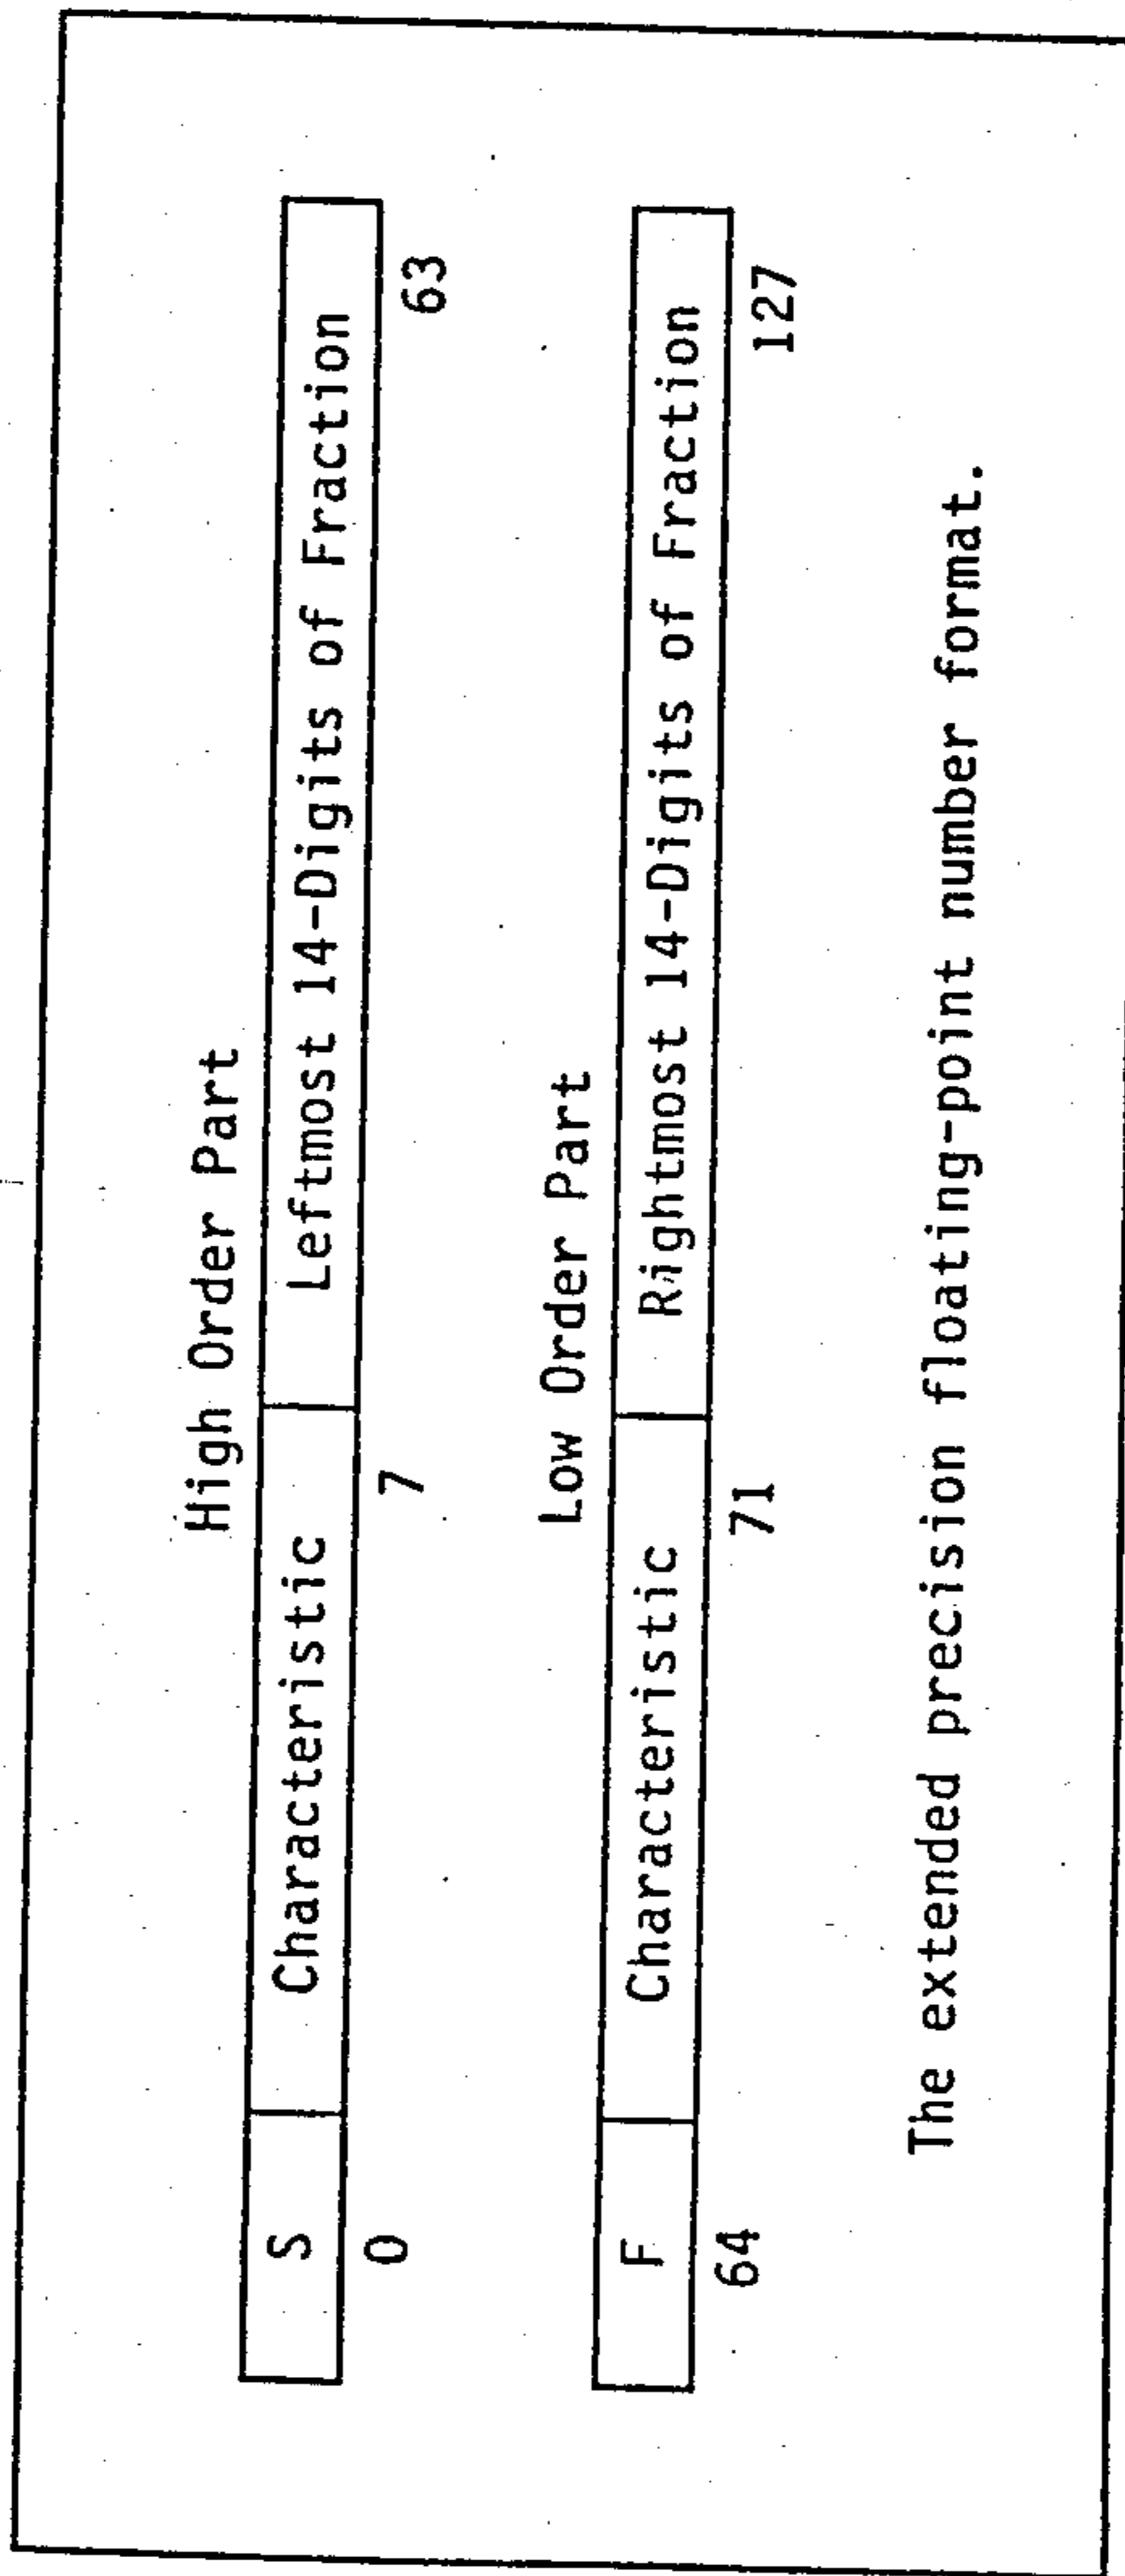 High Order Part
S Characteristic Leftmost 14-Digits of Fraction
0 7 63
Low Order Part
F Characteristic Rightmost 14-Digits of Fraction
64 71 127
The extended precision floating-point number format.